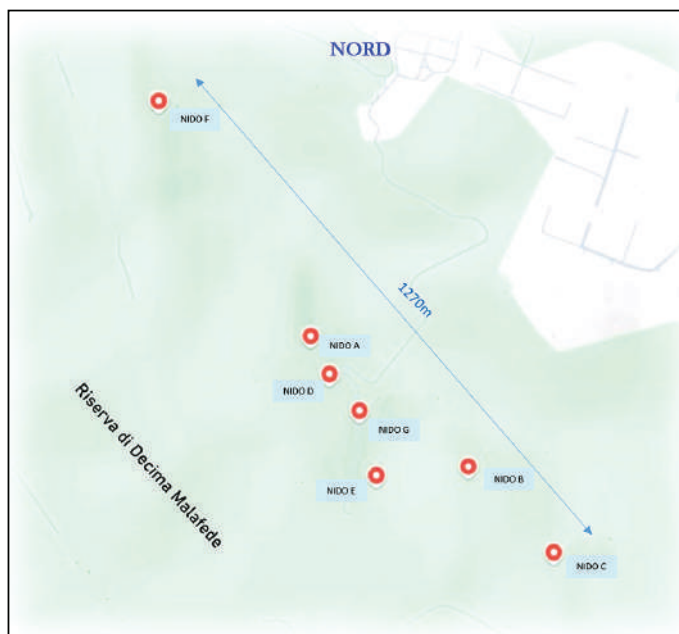 NORD
NIDO F
1270m
NIDO A
NIDO D
Riserva di Decima Malafede
NIDO G
NIDO B
NIDO E
NIDO C